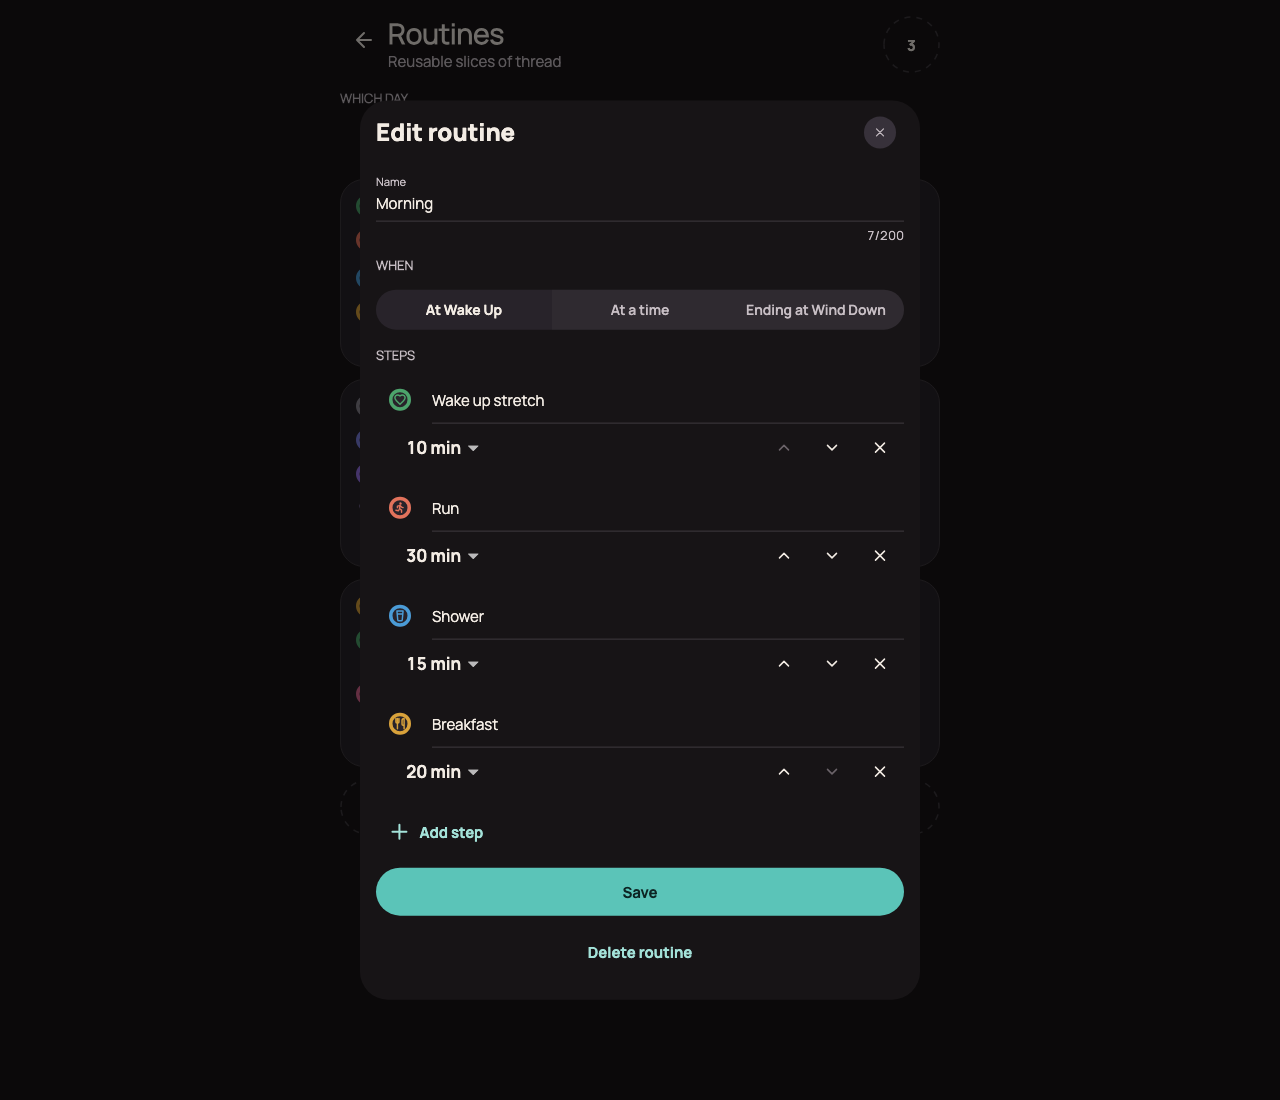 Routines
Reusable slices of thread
3
WHICH DAY
Edit routine
Name
Morning
7/200
WHEN
At Wake Up
At a time
Ending at Wind Down
STEPS
Wake up stretch
10 min
Run
30 min
Shower
15 min
Breakfast
20 min
Add step
Save
Delete routine